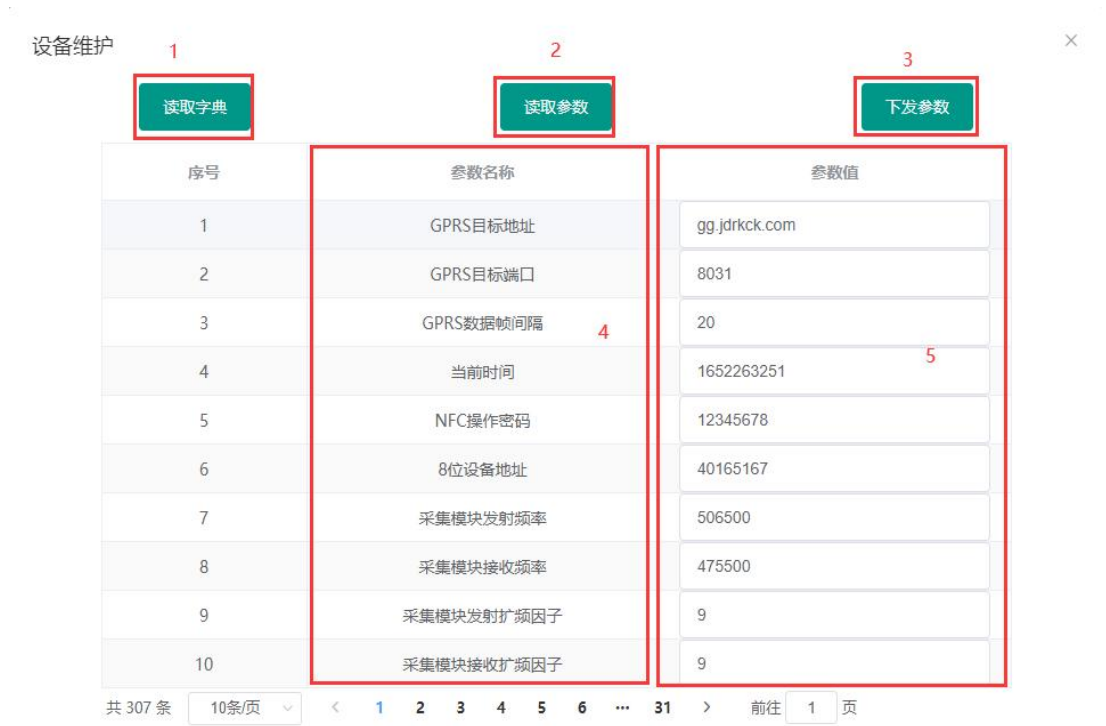 设备维护
1
2
3
读取字典
读取参数
下发参数
序号 参数名称 参数值
1 GPRS目标地址 gg.jdrkck.com
2 GPRS目标端口 8031
3 GPRS数据帧间隔 20
4
4 当前时间 1652263251
5
5 NFC操作密码 12345678
6 8位设备地址 40165167
7 采集模块发射频率 506500
8 采集模块接收频率 475500
9 采集模块发射扩频因子 9
10 采集模块接收扩频因子 9
共 307 条 10条/页 < 1 2 3 4 5 6 ··· 31 > 前往 1 页